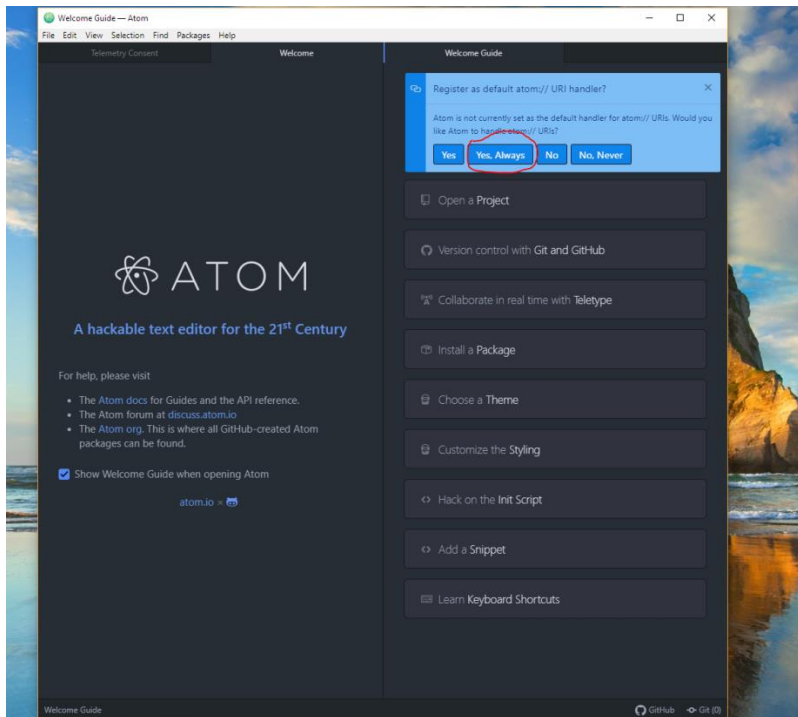 Welcome Guide — Atom
File Edit View Selection Find Packages Help
Telemetry Consent
Welcome
Welcome Guide
Register as default atom:// URI handler?
Atom is not currently set as the default handler for atom:// URIs. Would you
like Atom to handle atom:// URIs?
Yes
Yes, Always
No
No, Never
ATOM
A hackable text editor for the 21st Century
For help, please visit
• The Atom docs for Guides and the API reference.
• The Atom forum at discuss.atom.io
• The Atom org. This is where all GitHub-created Atom
packages can be found.
Show Welcome Guide when opening Atom
atom.io ×
Open a Project
Version control with Git and GitHub
Collaborate in real time with Teletype
Install a Package
Choose a Theme
Customize the Styling
Hack on the Init Script
Add a Snippet
Learn Keyboard Shortcuts
Welcome Guide
GitHub
Git (0)